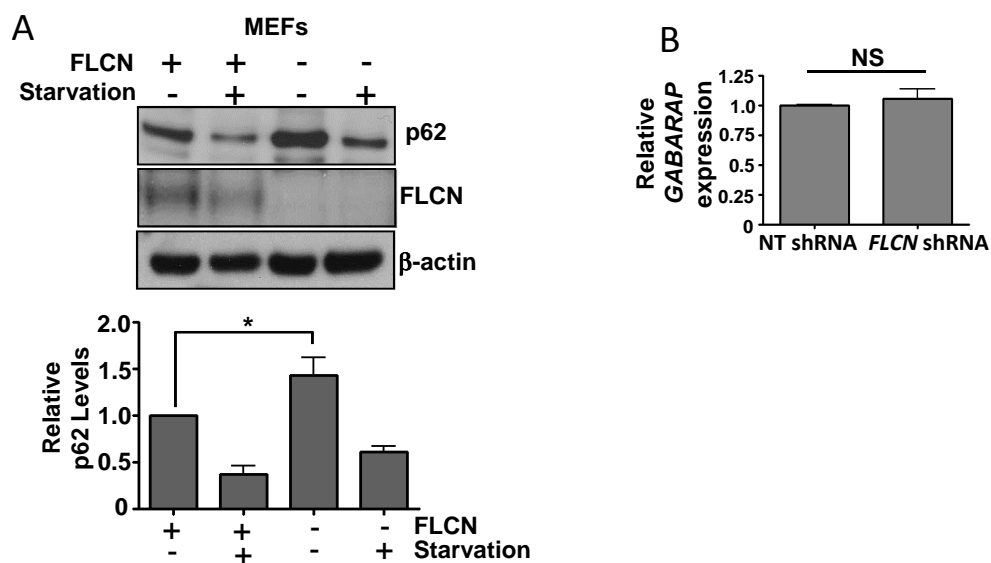 A
MEFs
FLCN + + - -
Starvation - + - +
p62
FLCN
β-actin
Relative
p62 Levels
2.0
1.5
1.0
0.5
0
*
+ + - - FLCN
- + - + Starvation
B
NS
Relative
GABARAP
expression
1.25
1.0
0.75
0.5
0.25
0
NT shRNA FLCN shRNA